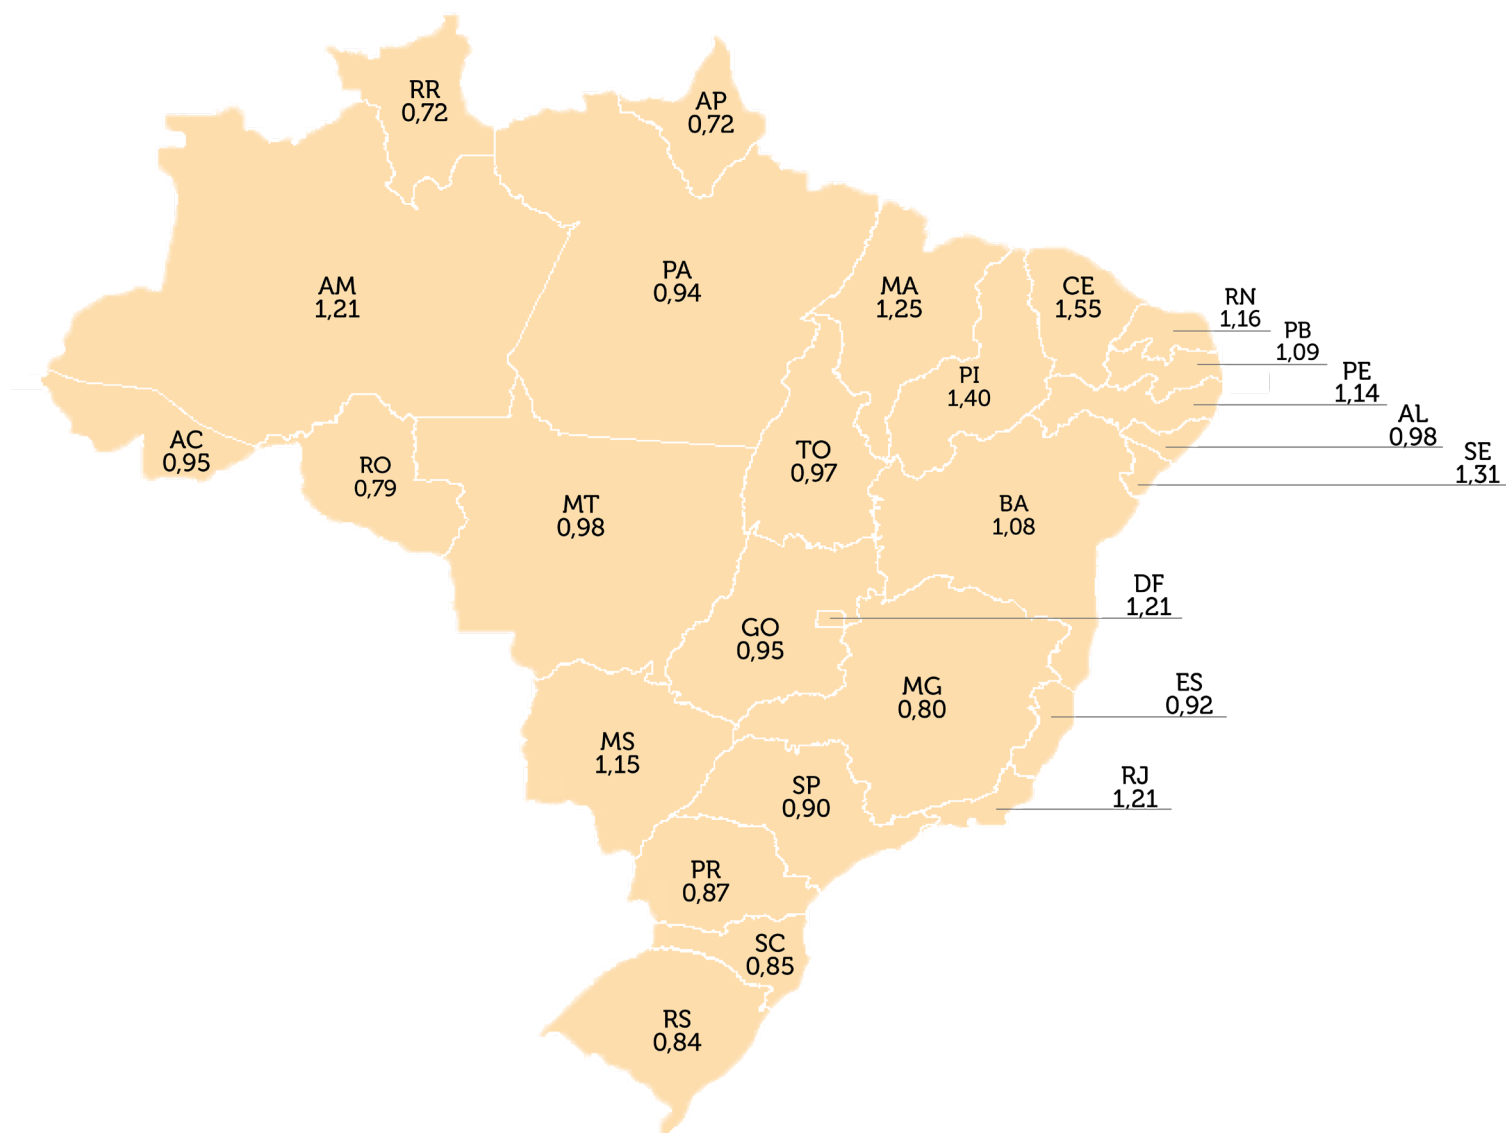 RR
0,72
AP
0,72
AM
1,21
PA
0,94
MA
1,25
CE
1,55
RN
1,16
PB
1,09
PI
1,40
PE
1,14
AL
0,98
AC
0,95
RO
0,79
TO
0,97
SE
1,31
MT
0,98
BA
1,08
DF
1,21
GO
0,95
MG
0,80
ES
0,92
MS
1,15
SP
0,90
RJ
1,21
PR
0,87
SC
0,85
RS
0,84